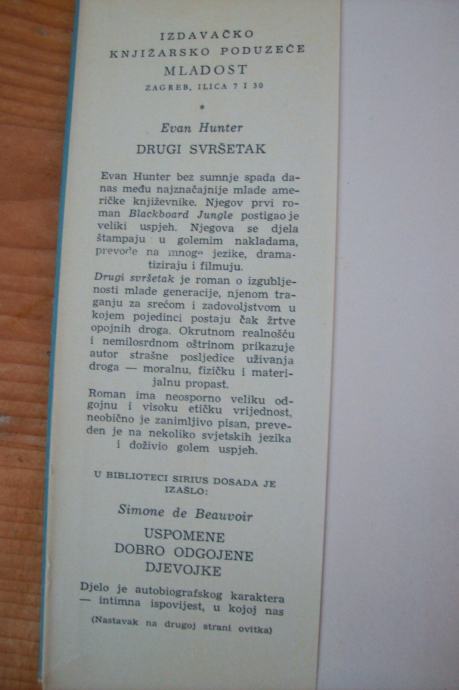 IZDAVAČKO
KNJIŽARSKO PODUZEĆE
MLADOST
ZAGREB, ILICA 7 I 30
*
Evan Hunter
DRUGI SVRŠETAK
Evan Hunter bez sumnje spada da-
nas među najznačajnije mlade ame-
ričke književnike. Njegov prvi ro-
man Blackboard Jungle postigao je
veliki uspjeh. Njegova se djela
štampaju u golemim nakladama,
prevode na mnoge jezike, drama-
tiziraju i filmuju.
Drugi svršetak je roman o izgublje-
nosti mlade generacije, njenom tra-
ganju za srećom i zadovoljstvom u
kojem pojedinci postaju čak žrtve
opojnih droga. Okrutnom realnošću
i nemilosrdnom oštrinom prikazuje
autor strašne posljedice uživanja
droga — moralnu, fizičku i materi-
jalnu propast.
Roman ima neosporno veliku od-
gojnu i visoku etičku vrijednost,
neobično je zanimljivo pisan, preve-
den je na nekoliko svjetskih jezika
i doživio golem uspjeh.
U BIBLIOTECI SIRIUS DOSADA JE
IZAŠLO:
Simone de Beauvoir
USPOMENE
DOBRO ODGOJENE
DJEVOJKE
Djelo je autobiografskog karaktera
— intimna ispovijest, u kojoj nas
(Nastavak na drugoj strani ovitka)